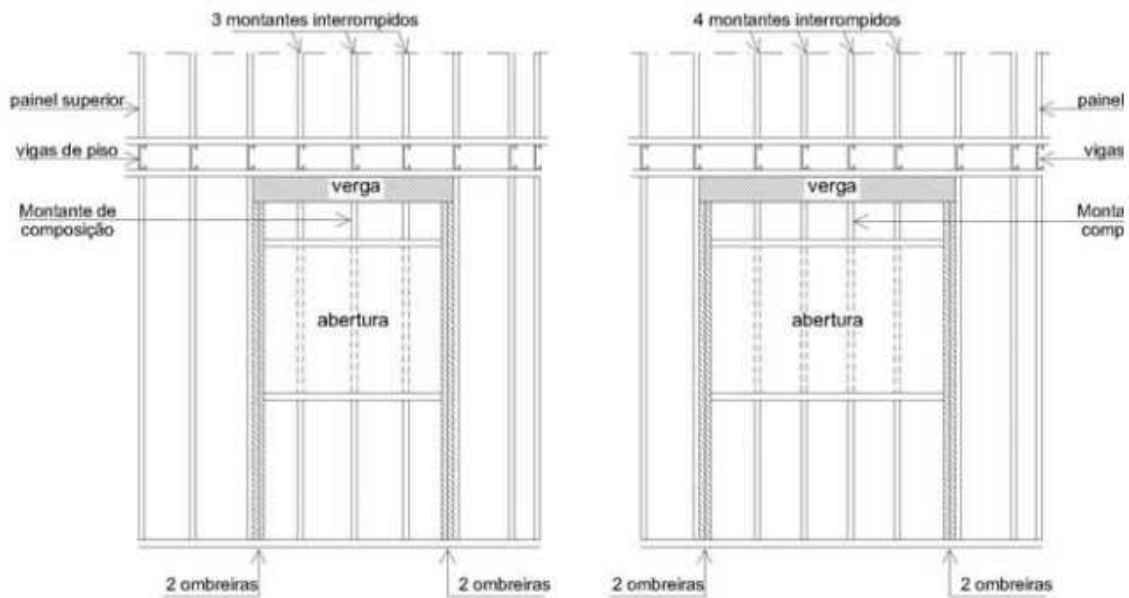 3 montantes interrompidos
painel superior
vigas de piso
verga
Montante de
composição
abertura
2 ombreiras
2 ombreiras
4 montantes interrompidos
painel
vigas
verga
Monta
comp
abertura
2 ombreiras
2 ombreiras